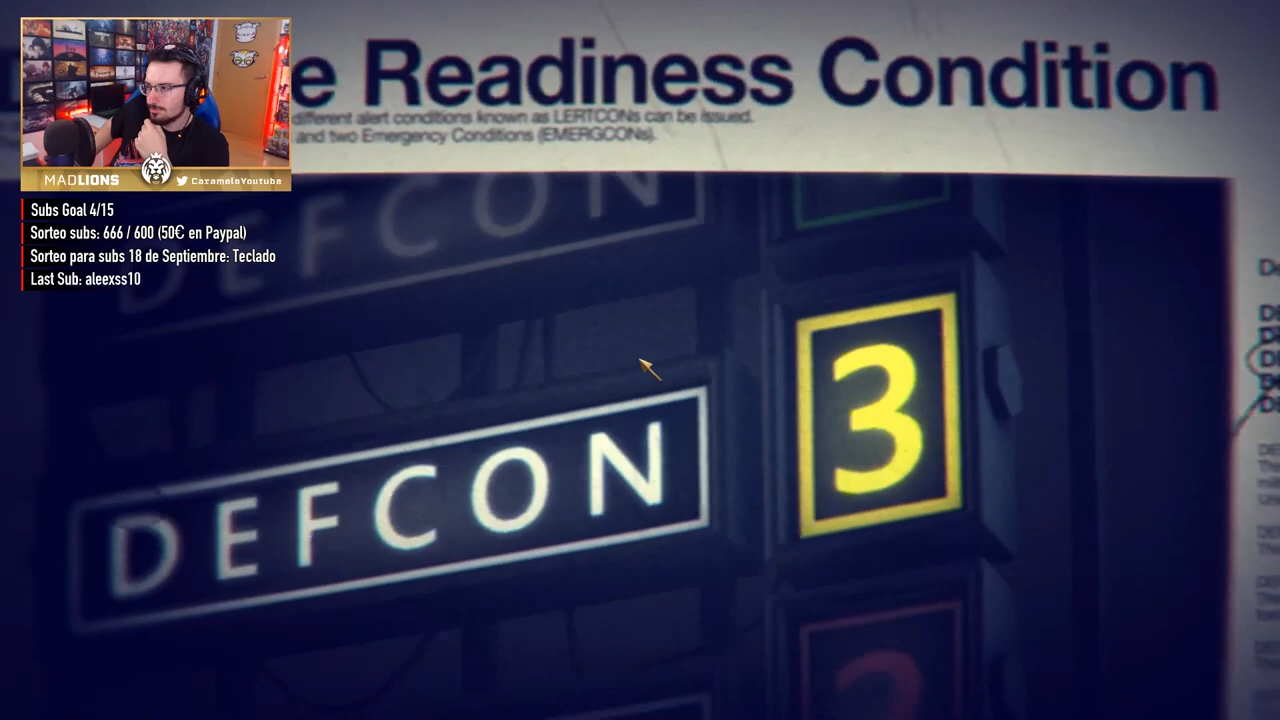 e Readiness Condition
different alert conditions known as LERTCONs can be issued.
and two Emergency Conditions (EMERGCONs).
MADLIONS
CarameloYoutube
Subs Goal 4/15
Sorteo subs: 666 / 600 (50€ en Paypal)
Sorteo para subs 18 de Septiembre: Teclado
Last Sub: aleexss10
DEFCON
DEFCON 3
2